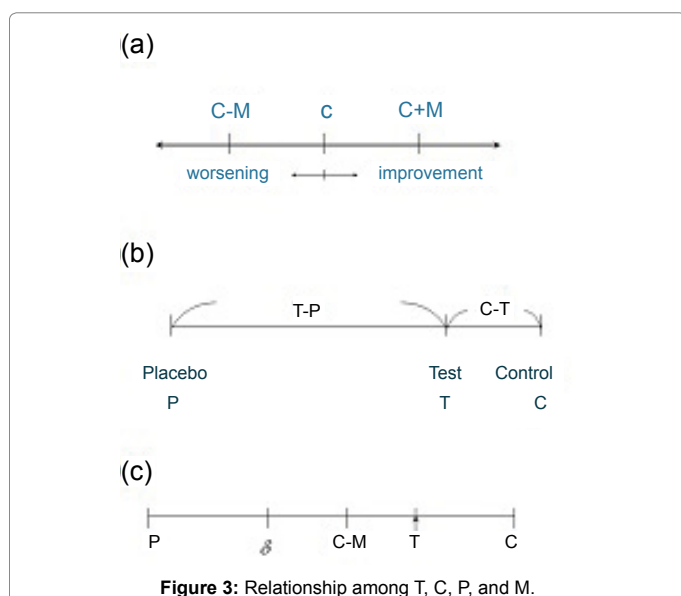 (a)
C-M c C+M
worsening improvement
(b)
T-P C-T
Placebo Test Control
P T C
(c)
P δ C-M T C
Figure 3: Relationship among T, C, P, and M.